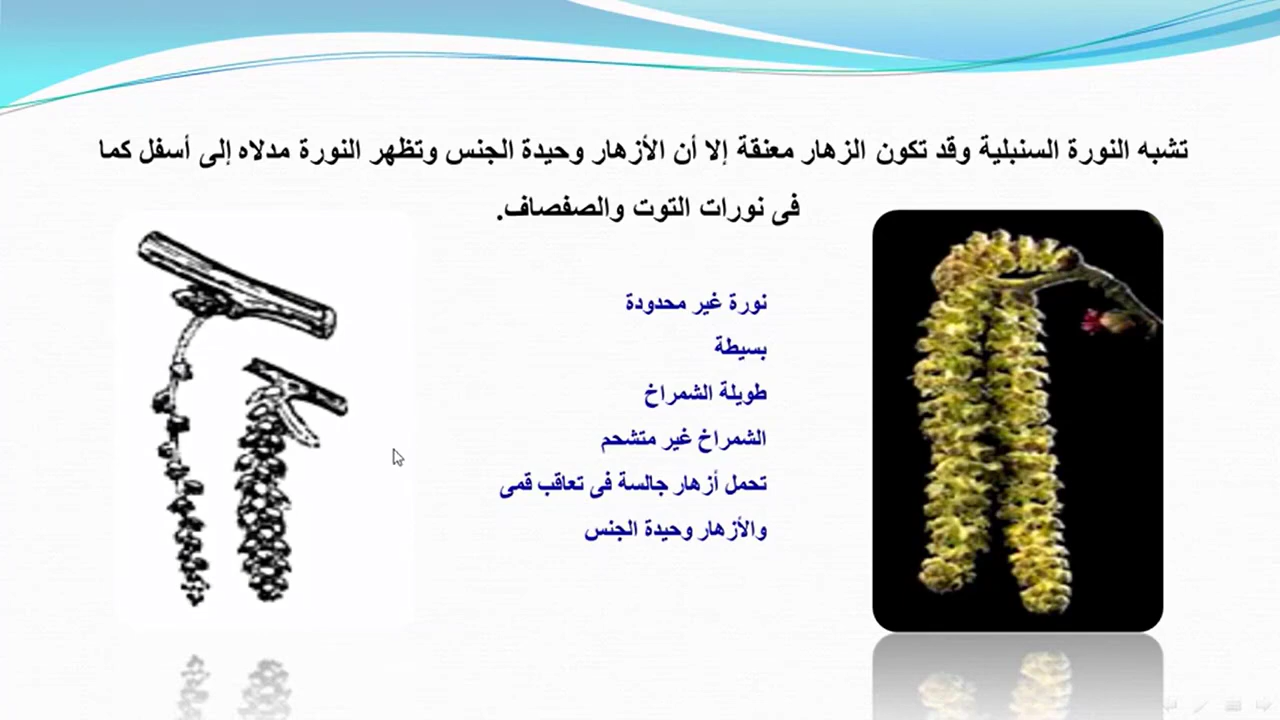 تشبه النورة السنبلية وقد تكون الزهار معنقة إلا أن الأزهار وحيدة الجنس وتظهر النورة مدلاه إلى أسفل كما
فى نورات التوت والصفصاف.
نورة غير محدودة
بسيطة
طويلة الشمراخ
الشمراخ غير متشحم
تحمل أزهار جالسة فى تعاقب قمى
والأزهار وحيدة الجنس